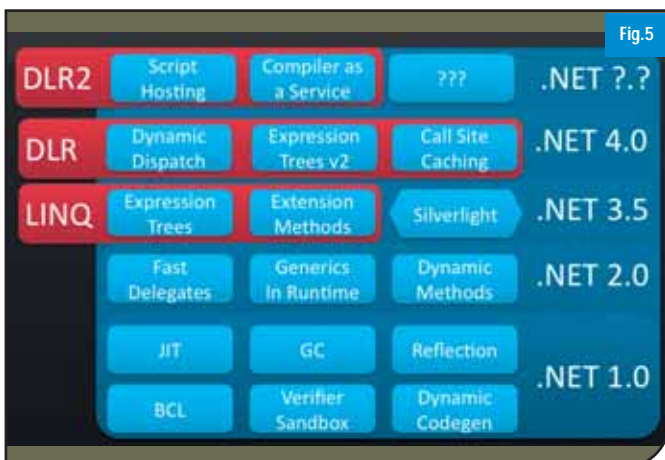 Fig.5
DLR2
Script
Hosting
Compiler as
a Service
???
.NET ?.?
DLR
Dynamic
Dispatch
Expression
Trees v2
Call Site
Caching
.NET 4.0
LINQ
Expression
Trees
Extension
Methods
Silverlight
.NET 3.5
Fast
Delegates
Generics
In Runtime
Dynamic
Methods
.NET 2.0
JIT
GC
Reflection
BCL
Verifier
Sandbox
Dynamic
Codegen
.NET 1.0